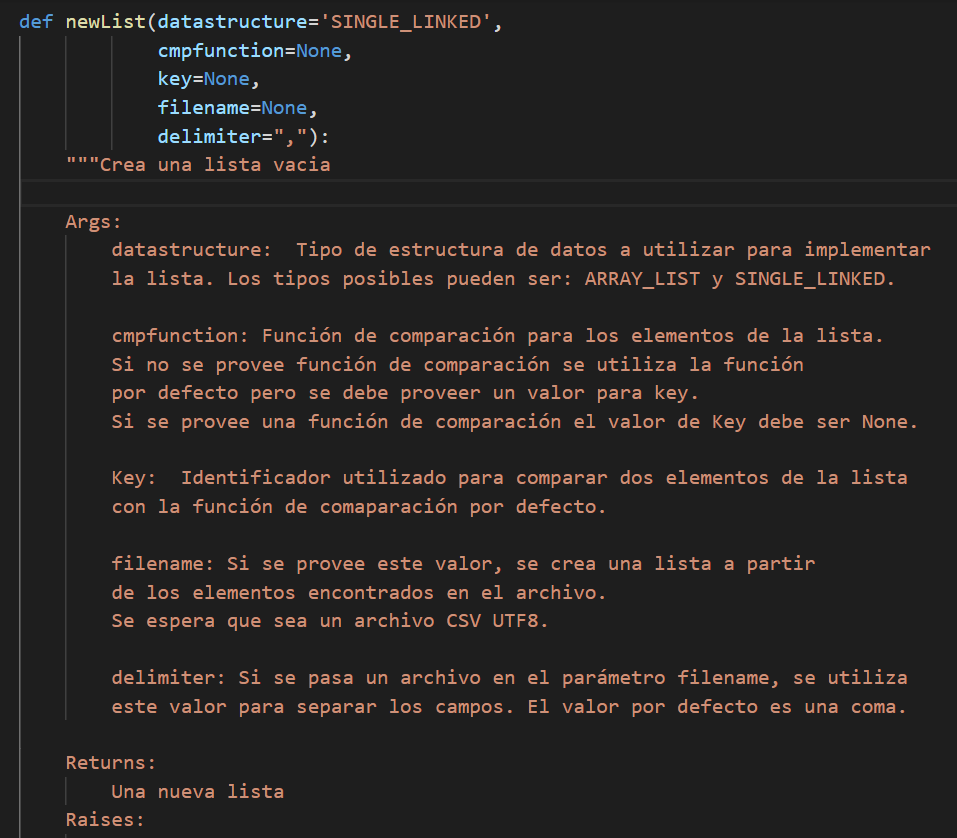 def newList(datastructure='SINGLE_LINKED',
cmpfunction=None,
key=None,
filename=None,
delimiter=","):
"""Crea una lista vacia
Args:
datastructure:  Tipo de estructura de datos a utilizar para implementar
la lista. Los tipos posibles pueden ser: ARRAY_LIST y SINGLE_LINKED.
cmpfunction: Función de comparación para los elementos de la lista.
Si no se provee función de comparación se utiliza la función
por defecto pero se debe proveer un valor para key.
Si se provee una función de comparación el valor de Key debe ser None.
Key:  Identificador utilizado para comparar dos elementos de la lista
con la función de comaparación por defecto.
filename: Si se provee este valor, se crea una lista a partir
de los elementos encontrados en el archivo.
Se espera que sea un archivo CSV UTF8.
delimiter: Si se pasa un archivo en el parámetro filename, se utiliza
este valor para separar los campos. El valor por defecto es una coma.
Returns:
Una nueva lista
Raises: